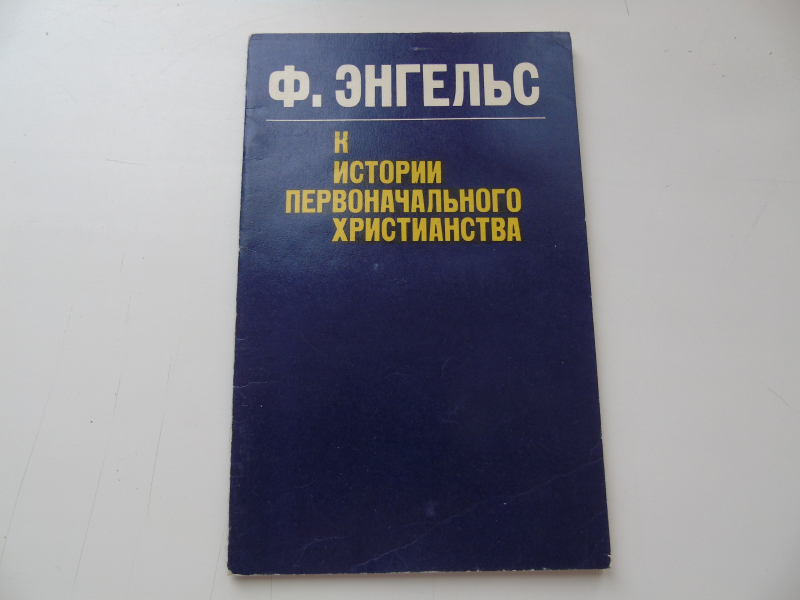 Ф. ЭНГЕЛЬС
К
ИСТОРИИ
ПЕРВОНАЧАЛЬНОГО
ХРИСТИАНСТВА